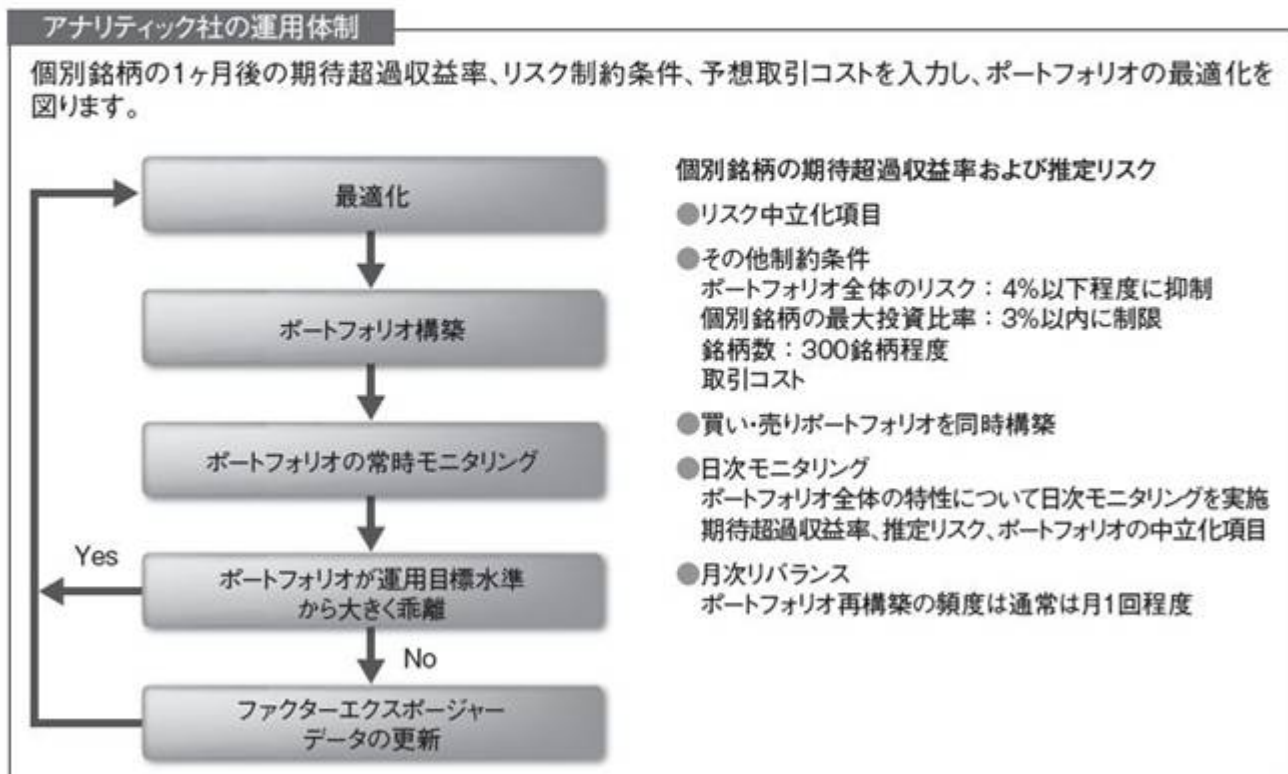 アナリティック社の運用体制
個別銘柄の1ヶ月後の期待超過収益率、リスク制約条件、予想取引コストを入力し、ポートフォリオの最適化を
図ります。
最適化
ポートフォリオ構築
ポートフォリオの常時モニタリング
Yes
ポートフォリオが運用目標水準
から大きく乖離
No
ファクターエクスポージャー
データの更新
個別銘柄の期待超過収益率および推定リスク
●リスク中立化項目
●その他制約条件
ポートフォリオ全体のリスク：4%以下程度に抑制
個別銘柄の最大投資比率：3%以内に制限
銘柄数：300銘柄程度
取引コスト
●買い・売りポートフォリオを同時構築
●日次モニタリング
ポートフォリオ全体の特性について日次モニタリングを実施
期待超過収益率、推定リスク、ポートフォリオの中立化項目
●月次リバランス
ポートフォリオ再構築の頻度は通常は月1回程度